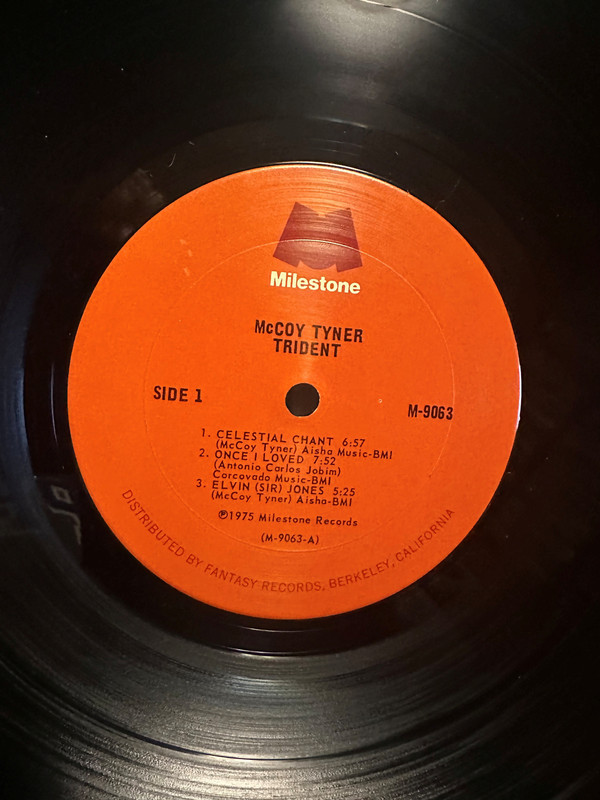 Milestone
McCOY TYNER
TRIDENT
SIDE 1
M-9063
1. CELESTIAL CHANT 6:57
(McCoy Tyner) Aisha Music-BMI
2. ONCE I LOVED 7:52
(Antonio Carlos Jobim)
Corcovado Music-BMI
3. ELVIN (SIR) JONES 5:25
(McCoy Tyner) Aisha-BMI
℗1975 Milestone Records
(M-9063-A)
DISTRIBUTED BY FANTASY RECORDS, BERKELEY, CALIFORNIA